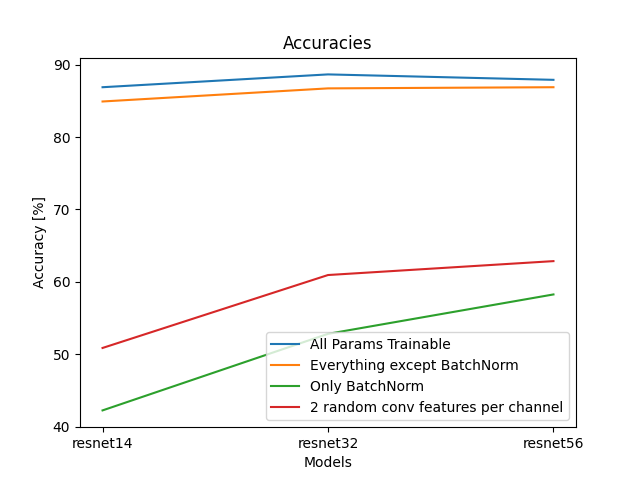 Accuracies
Accuracy [%]
90
80
70
60
50
40
All Params Trainable
Everything except BatchNorm
Only BatchNorm
2 random conv features per channel
resnet14
resnet32
resnet56
Models